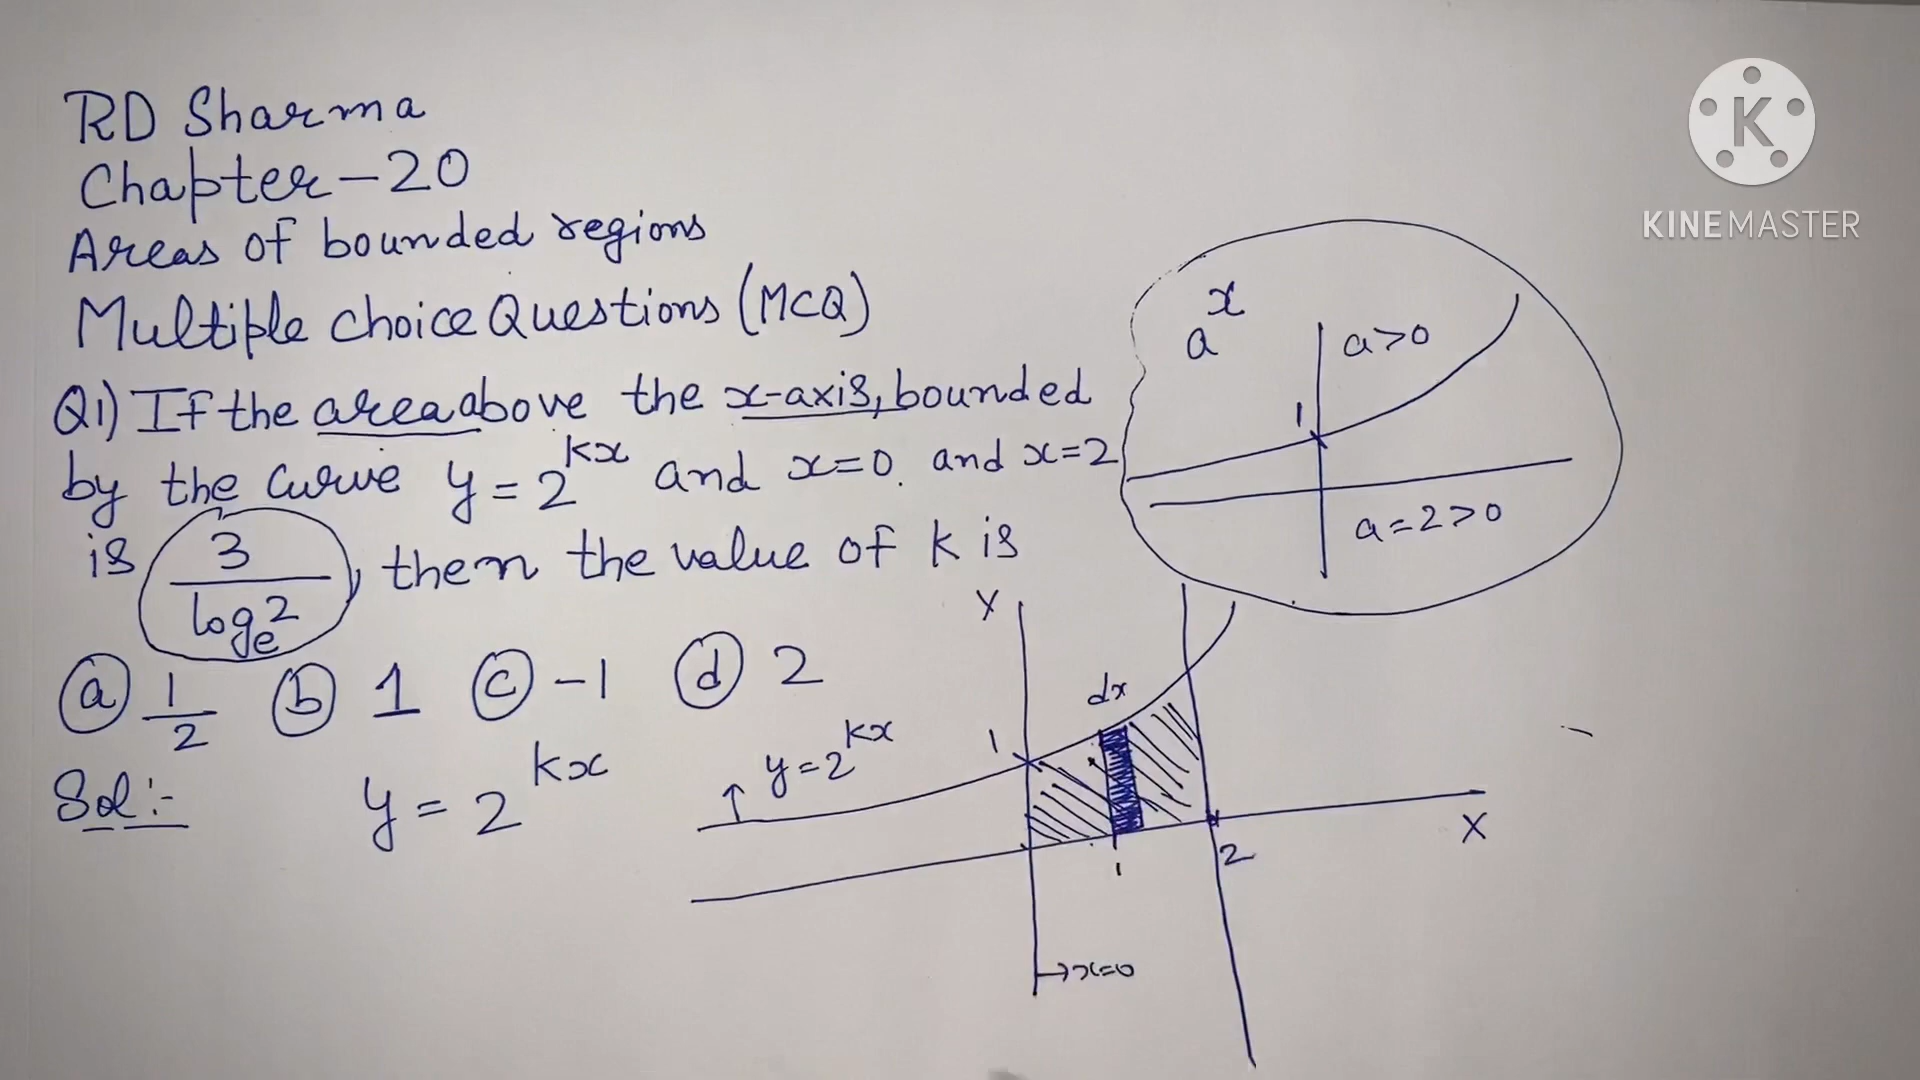 RD Sharma
Chapter-20
Areas of bounded regions
Multiple choice Questions (MCQ)
Q1) If the area above the x-axis, bounded
by the curve y = 2^kx and x=0 and x=2
is 3/log_e 2, then the value of k is
(a) 1/2 (b) 1 (c) -1 (d) 2
Sol:- y = 2^kx
a^x
a>0
1
a=2>0
Y
dx
1
y=2^kx
X
2
1
→x=0
K
KINEMASTER